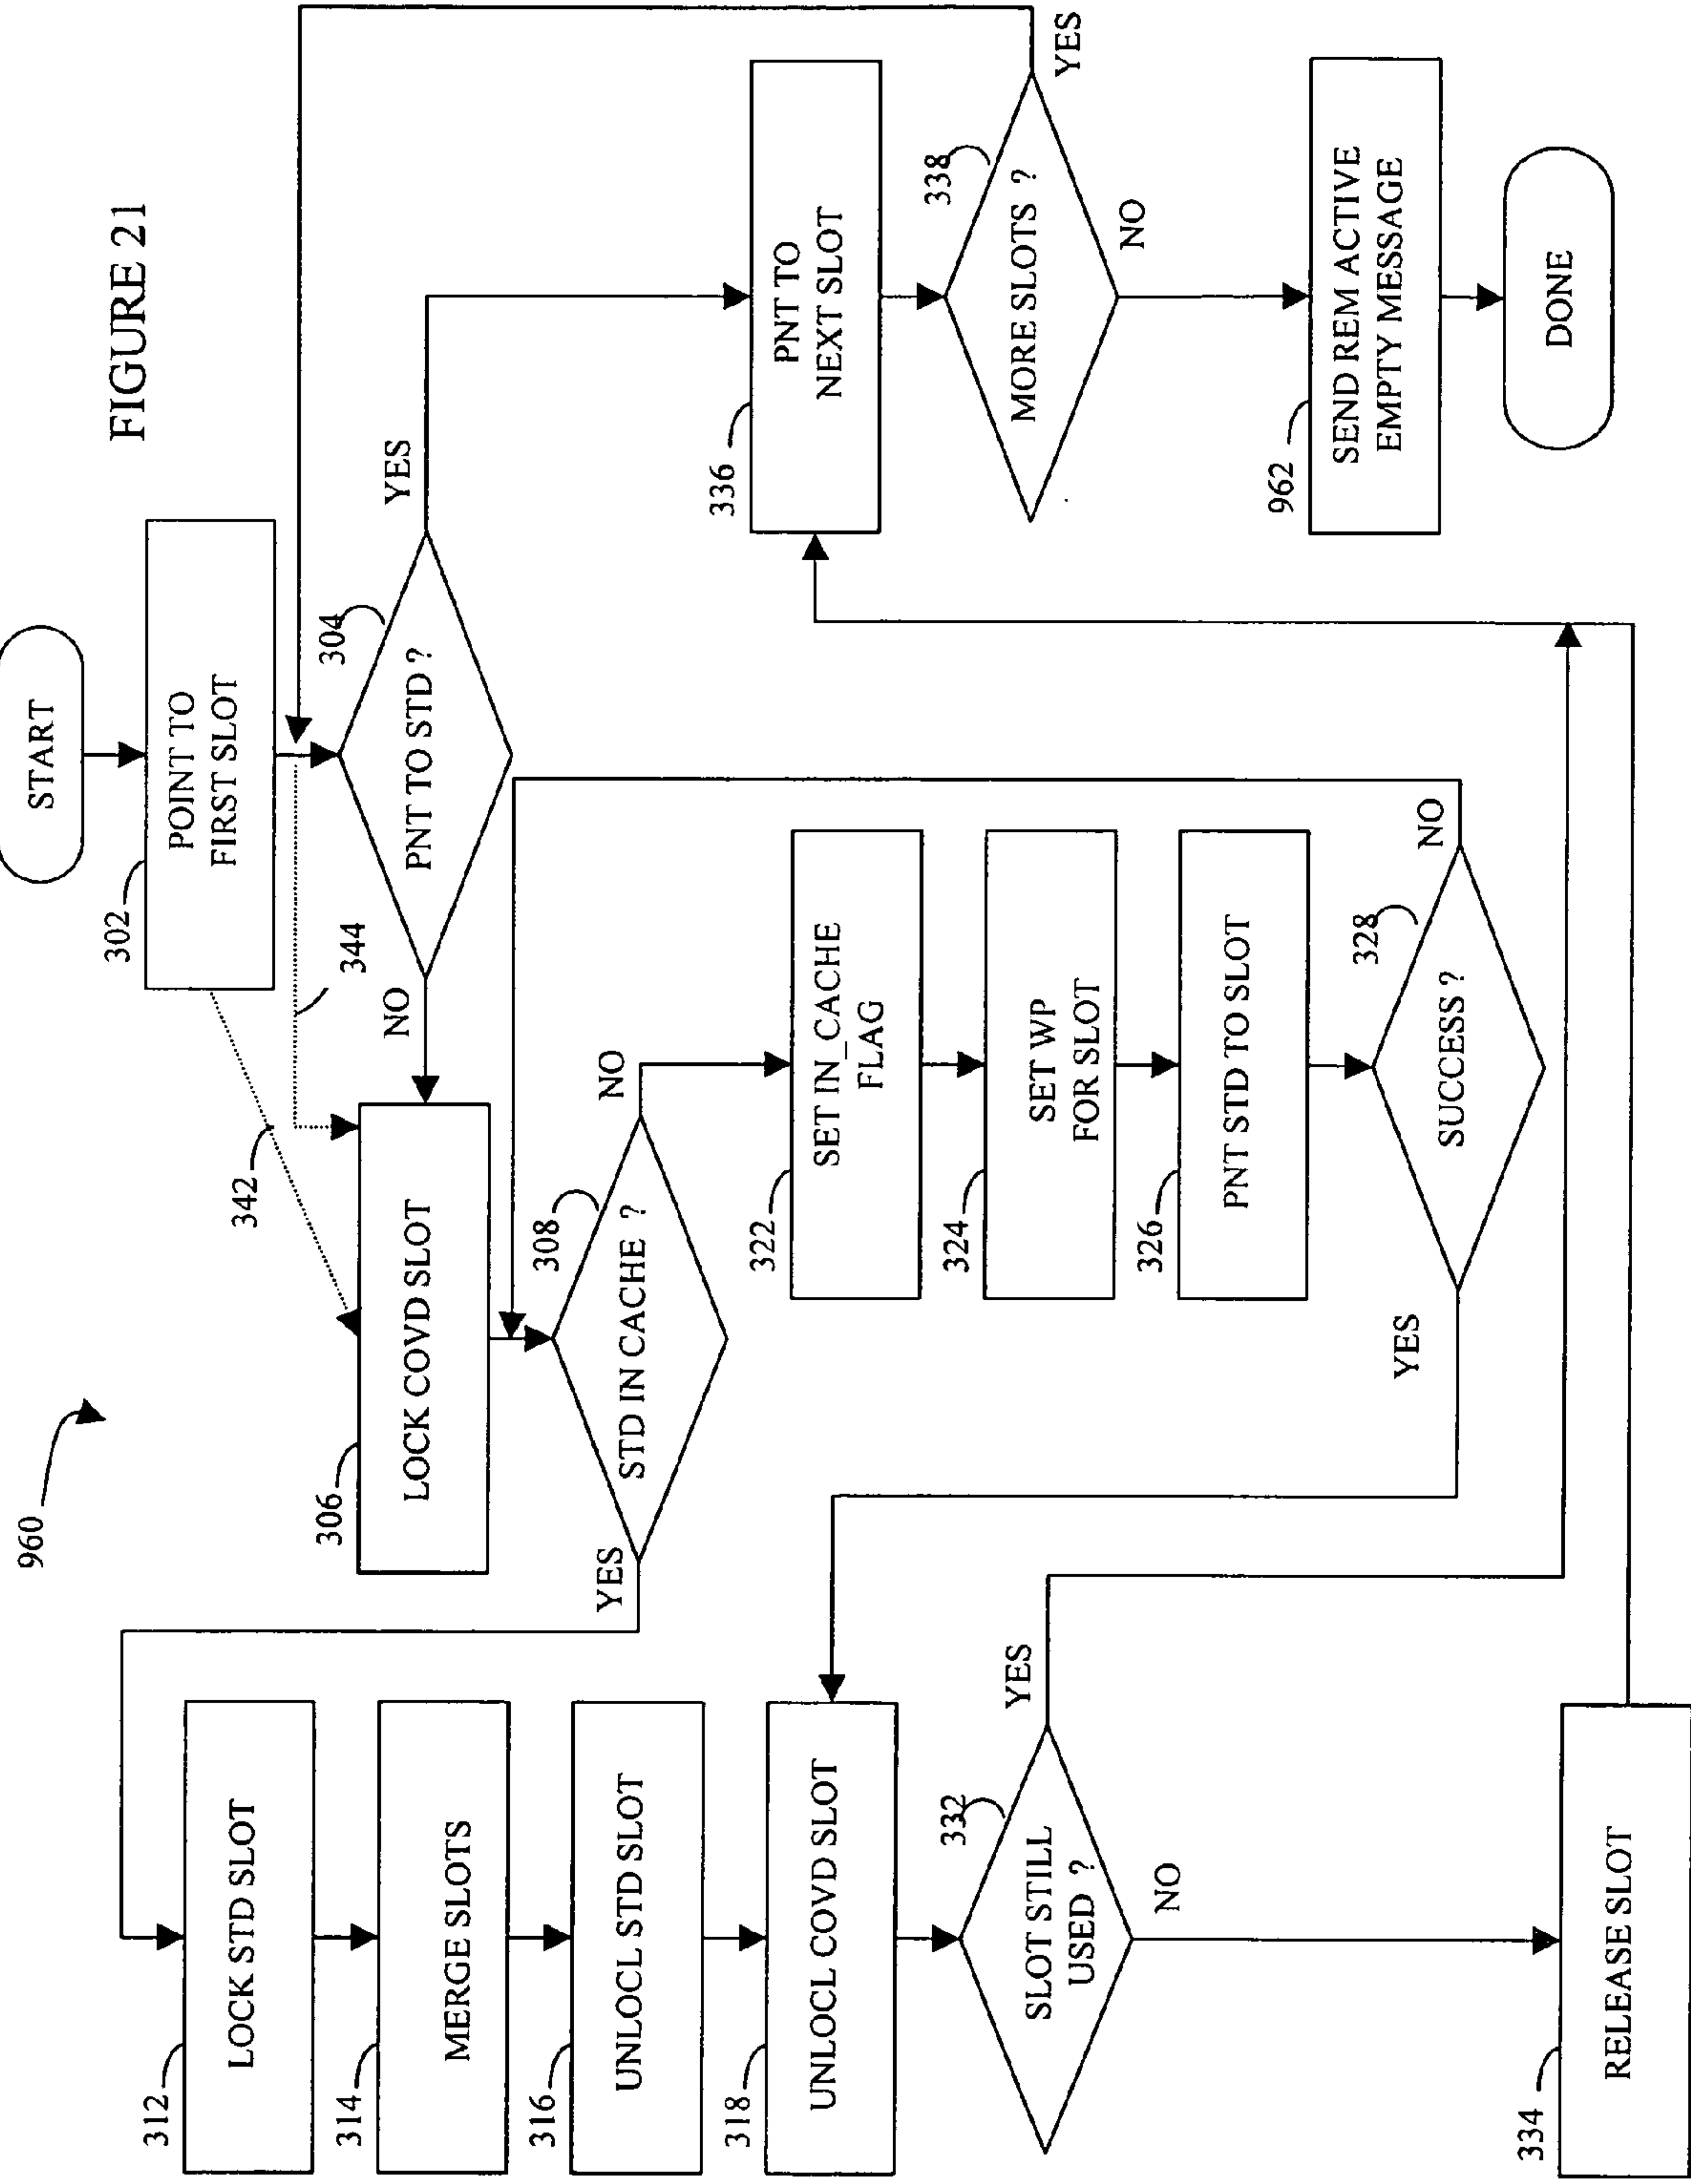 FIGURE 21
960
START
302
POINT TO
FIRST SLOT
304
PNT TO STD ?
YES
NO
342
344
306
LOCK COVD SLOT
308
STD IN CACHE ?
YES
NO
312
LOCK STD SLOT
314
MERGE SLOTS
316
UNLOCL STD SLOT
318
UNLOCL COVD SLOT
322
SET IN_CACHE
FLAG
324
SET WP
FOR SLOT
326
PNT STD TO SLOT
328
SUCCESS ?
YES
NO
332
SLOT STILL
USED ?
YES
NO
334
RELEASE SLOT
336
PNT TO
NEXT SLOT
338
MORE SLOTS ?
YES
NO
962
SEND REM ACTIVE
EMPTY MESSAGE
DONE